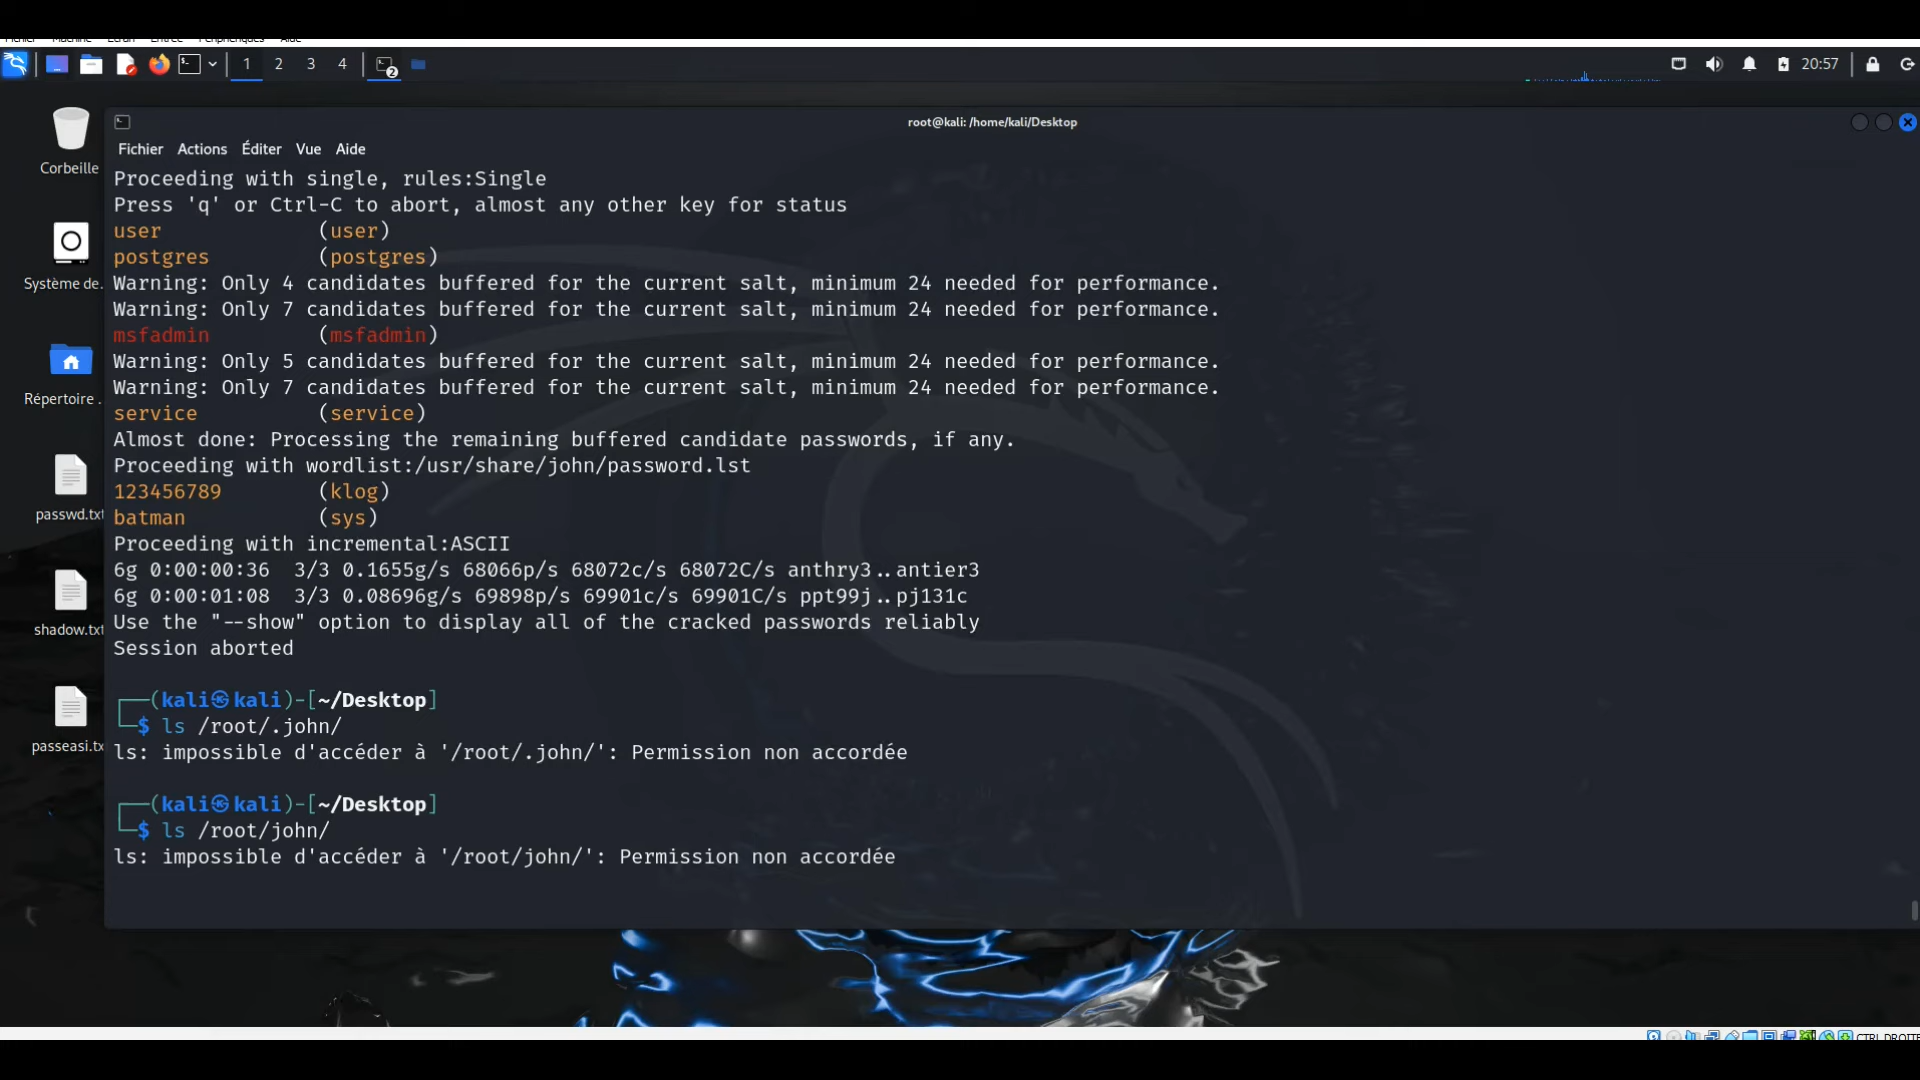 1 2 3 4
2
20:57
root@kali: /home/kali/Desktop
Fichier Actions Éditer Vue Aide
Corbeille
Système de.
Répertoire .
passwd.txt
shadow.txt
passeasi.tx
Proceeding with single, rules:Single
Press 'q' or Ctrl-C to abort, almost any other key for status
user (user)
postgres (postgres)
Warning: Only 4 candidates buffered for the current salt, minimum 24 needed for performance.
Warning: Only 7 candidates buffered for the current salt, minimum 24 needed for performance.
msfadmin (msfadmin)
Warning: Only 5 candidates buffered for the current salt, minimum 24 needed for performance.
Warning: Only 7 candidates buffered for the current salt, minimum 24 needed for performance.
service (service)
Almost done: Processing the remaining buffered candidate passwords, if any.
Proceeding with wordlist:/usr/share/john/password.lst
123456789 (klog)
batman (sys)
Proceeding with incremental:ASCII
6g 0:00:00:36 3/3 0.1655g/s 68066p/s 68072c/s 68072C/s anthry3..antier3
6g 0:00:01:08 3/3 0.08696g/s 69898p/s 69901c/s 69901C/s ppt99j..pj131c
Use the "--show" option to display all of the cracked passwords reliably
Session aborted
┌──(kali㉿kali)-[~/Desktop]
└─$ ls /root/.john/
ls: impossible d'accéder à '/root/.john/': Permission non accordée
┌──(kali㉿kali)-[~/Desktop]
└─$ ls /root/john/
ls: impossible d'accéder à '/root/john/': Permission non accordée
CTRL DROITE